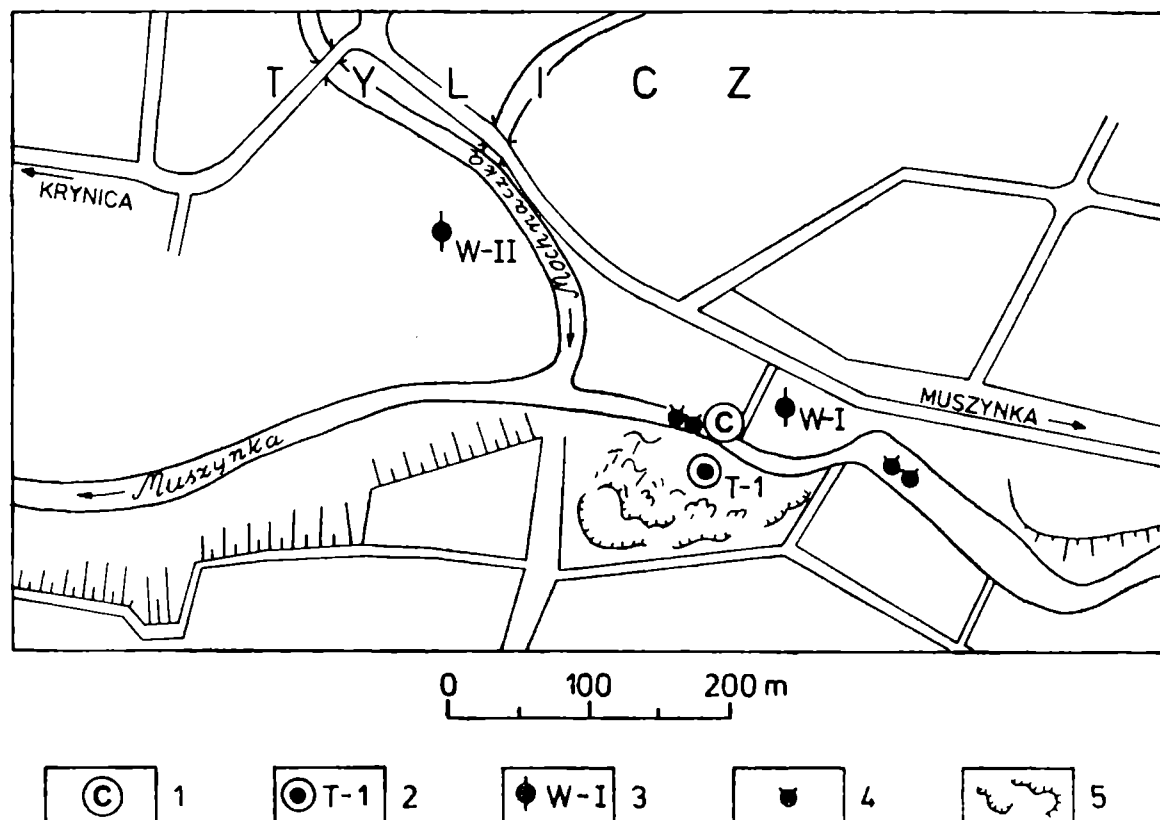 T Y L I C Z
KRYNICA
Mochnaczka
W-II
MUSZYNKA
C
W-I
Muszynka
T-1
0 100 200 m
C 1
T-1 2
W-I 3
4
5